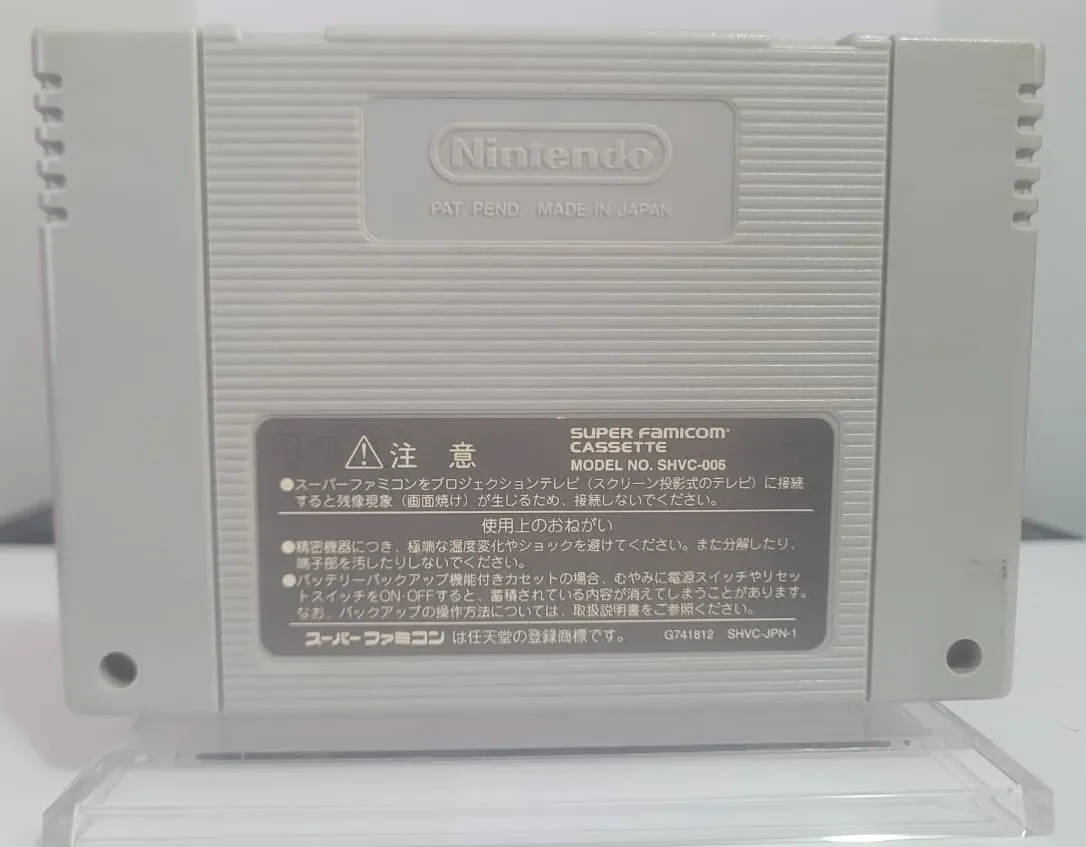 Nintendo®
PAT. PEND. MADE IN JAPAN
注意
SUPER FAMICOM
CASSETTE
MODEL NO. SHVC-006
●スーパーファミコンをプロジェクションテレビ(スクリーン投影式のテレビ)に接続
すると残像現象(画面焼け)が生じるため、接続しないでください。
使用上のおねがい
●精密機器につき、極端な温度変化やショックを避けてください。また分解したり、
端子部を汚したりしないでください。
●バッテリーバックアップ機能付きカセットの場合、むやみに電源スイッチやリセッ
トスイッチをON・OFFすると、蓄積されている内容が消えてしまうことがあります。
なお、バックアップの操作方法については、取扱説明書をご参照ください。
スーパーファミコン は任天堂の登録商標です。 G741812 SHVC-JPN-1